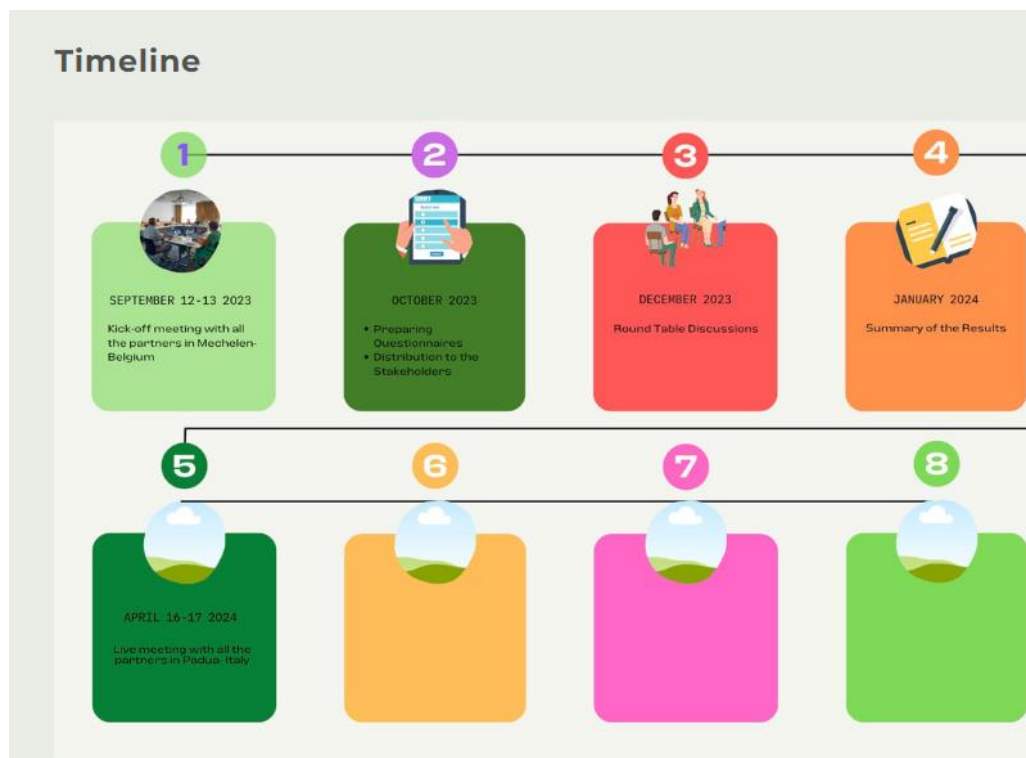 Timeline
1
2
3
4
SEPTEMBER 12-13 2023
Kick-off meeting with all
the partners in Mechelen-
Belgium
OCTOBER 2023
• Preparing
Questionnaires
• Distribution to the
Stakeholders
DECEMBER 2023
Round Table Discussions
JANUARY 2024
Summary of the Results
5
6
7
8
APRIL 16-17 2024
Live meeting with all the
partners in Padua- Italy